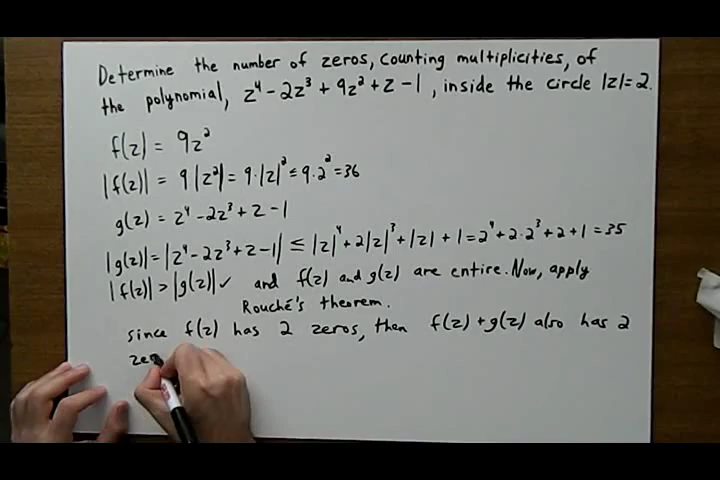 Determine the number of zeros, counting multiplicities, of
the polynomial, z⁴ - 2z³ + 9z² + z - 1, inside the circle |z|=2.
f(z) = 9z²
|f(z)| = 9|z²| = 9·|z|² ≤ 9·2² = 36
g(z) = z⁴ - 2z³ + z - 1
|g(z)| = |z⁴ - 2z³ + z - 1| ≤ |z|⁴ + 2|z|³ + |z| + 1 = 2⁴ + 2·2³ + 2 + 1 = 35
|f(z)| > |g(z)| ✓ and f(z) and g(z) are entire. Now, apply
Rouché's theorem.
since f(z) has 2 zeros, then f(z) + g(z) also has 2
zer